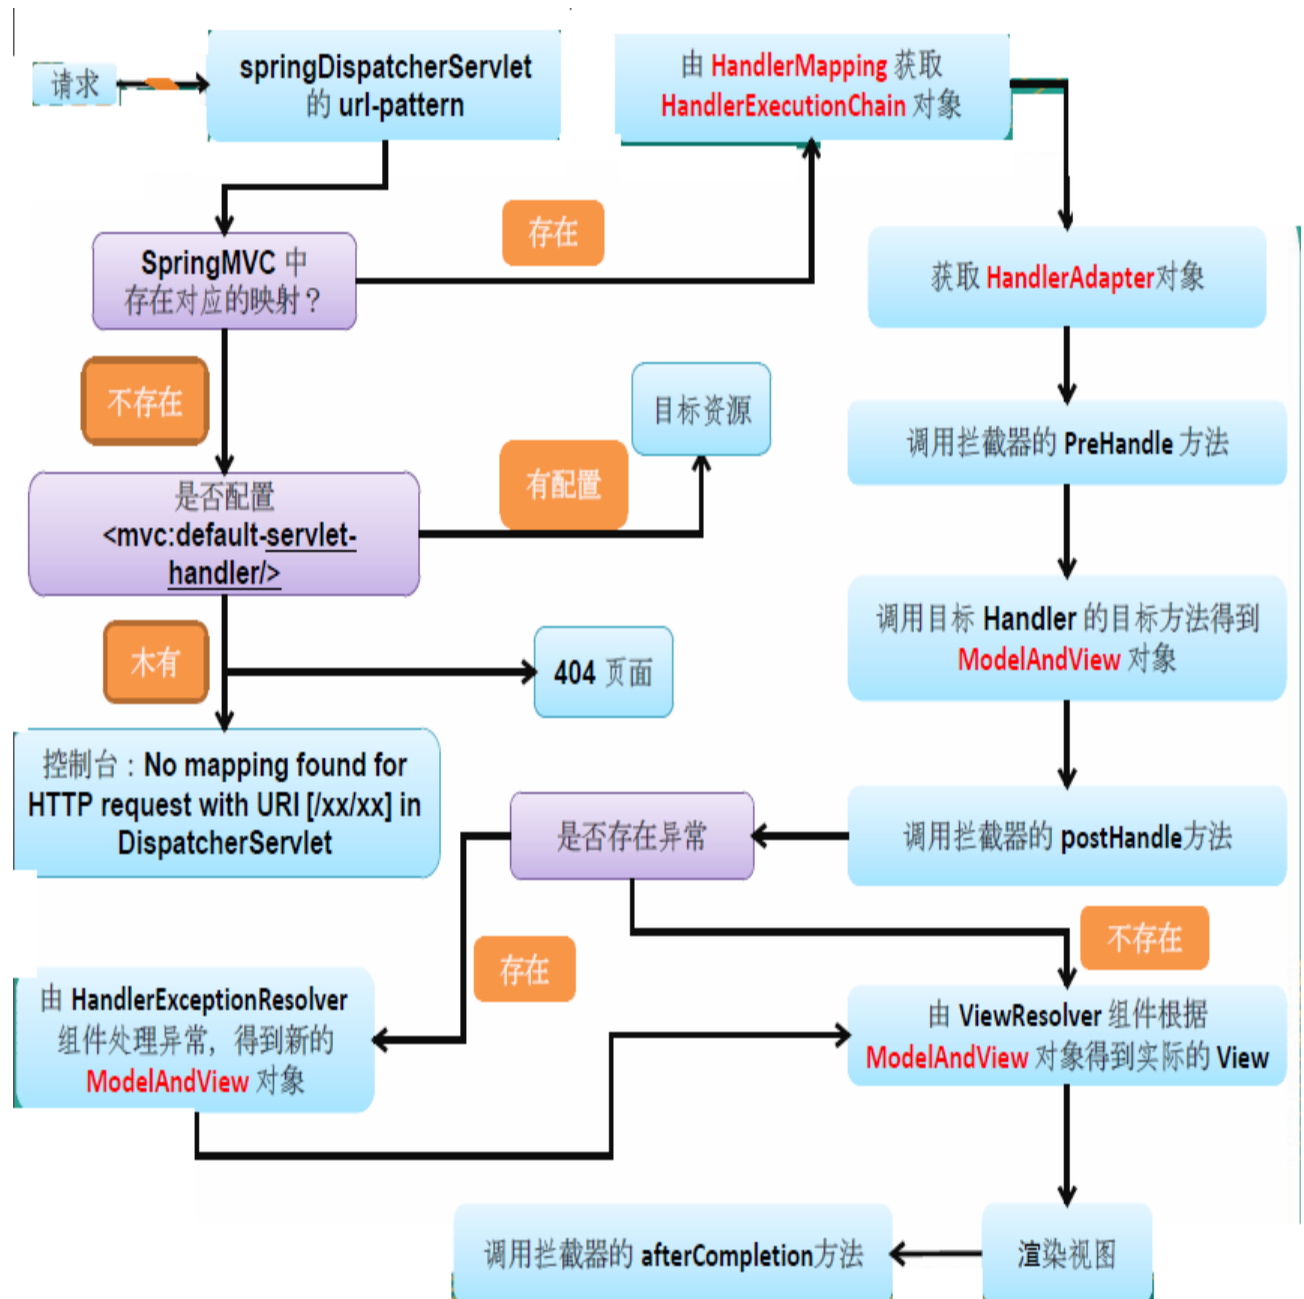 请求
springDispatcherServlet
的 url-pattern
由 HandlerMapping 获取
HandlerExecutionChain 对象
存在
SpringMVC 中
存在对应的映射？
获取 HandlerAdapter对象
不存在
目标资源
调用拦截器的 PreHandle 方法
有配置
是否配置
<mvc:default-servlet-
handler/>
调用目标 Handler 的目标方法得到
ModelAndView 对象
木有
404 页面
控制台：No mapping found for
HTTP request with URI [/xx/xx] in
DispatcherServlet
是否存在异常
调用拦截器的 postHandle方法
不存在
存在
由 HandlerExceptionResolver
组件处理异常，得到新的
ModelAndView 对象
由 ViewResolver 组件根据
ModelAndView 对象得到实际的 View
调用拦截器的 afterCompletion方法
渲染视图